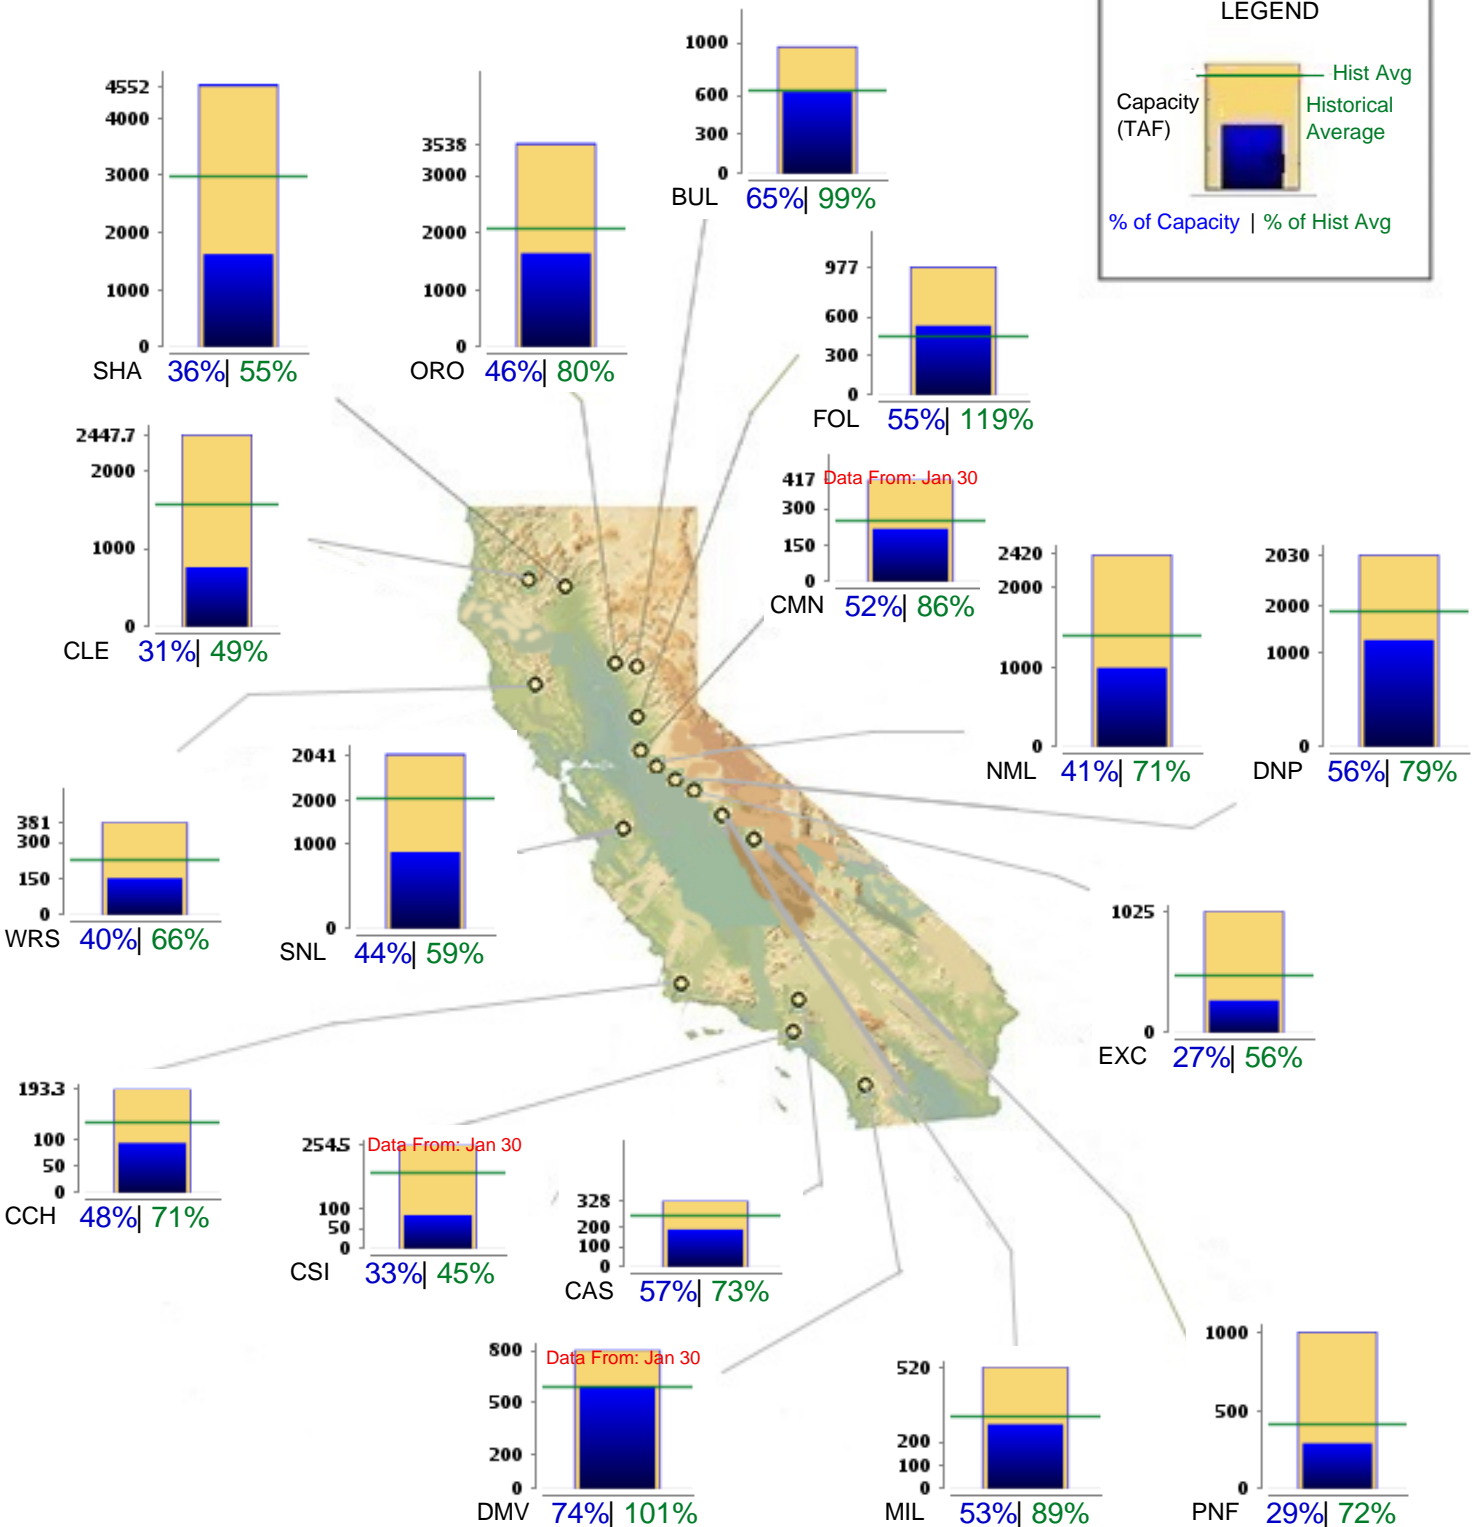 LEGEND
Hist Avg
Capacity
(TAF)
Historical
Average
% of Capacity | % of Hist Avg
1000
600
300
0
BUL 65%| 99%
4552
4000
3000
2000
1000
0
SHA 36%| 55%
3538
3000
2000
1000
0
ORO 46%| 80%
977
600
300
0
FOL 55%| 119%
2447.7
2000
1000
0
CLE 31%| 49%
Data From: Jan 30
417
300
150
0
CMN 52%| 86%
2420
2000
1000
0
NML 41%| 71%
2030
2000
1000
0
DNP 56%| 79%
381
300
150
0
WRS 40%| 66%
2041
2000
1000
0
SNL 44%| 59%
1025
0
EXC 27%| 56%
193.3
100
50
0
CCH 48%| 71%
Data From: Jan 30
254.5
100
50
0
CSI 33%| 45%
328
200
100
0
CAS 57%| 73%
Data From: Jan 30
800
500
200
0
DMV 74%| 101%
520
200
100
0
MIL 53%| 89%
1000
500
0
PNF 29%| 72%